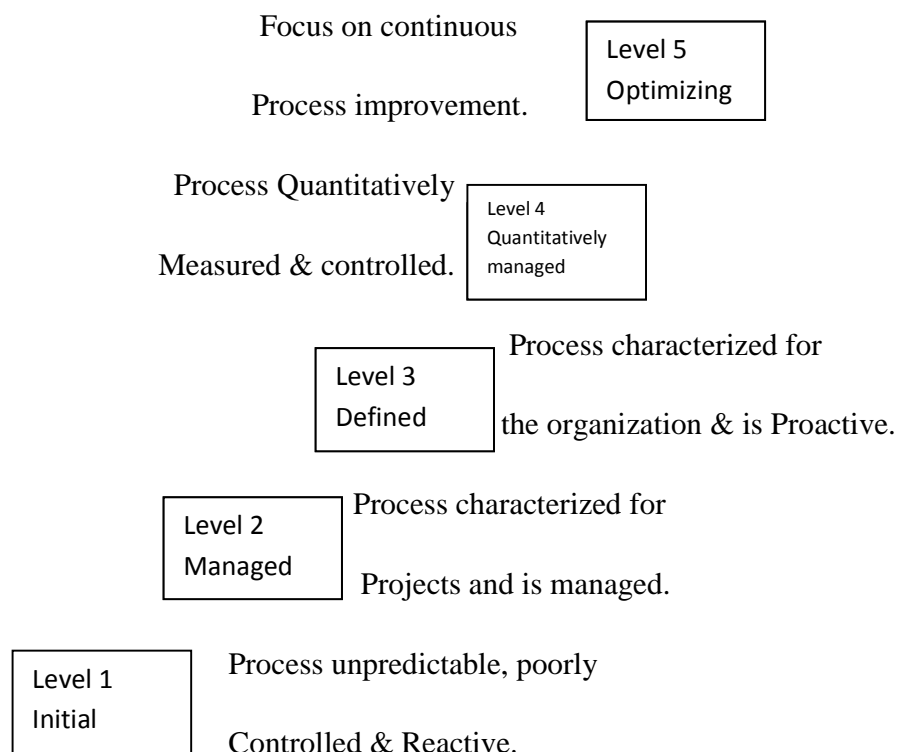 Focus on continuous
Process improvement.
Level 5
Optimizing
Process Quantitatively
Measured & controlled.
Level 4
Quantitatively
managed
Level 3
Defined
Process characterized for
the organization & is Proactive.
Level 2
Managed
Process characterized for
Projects and is managed.
Level 1
Initial
Process unpredictable, poorly
Controlled & Reactive.